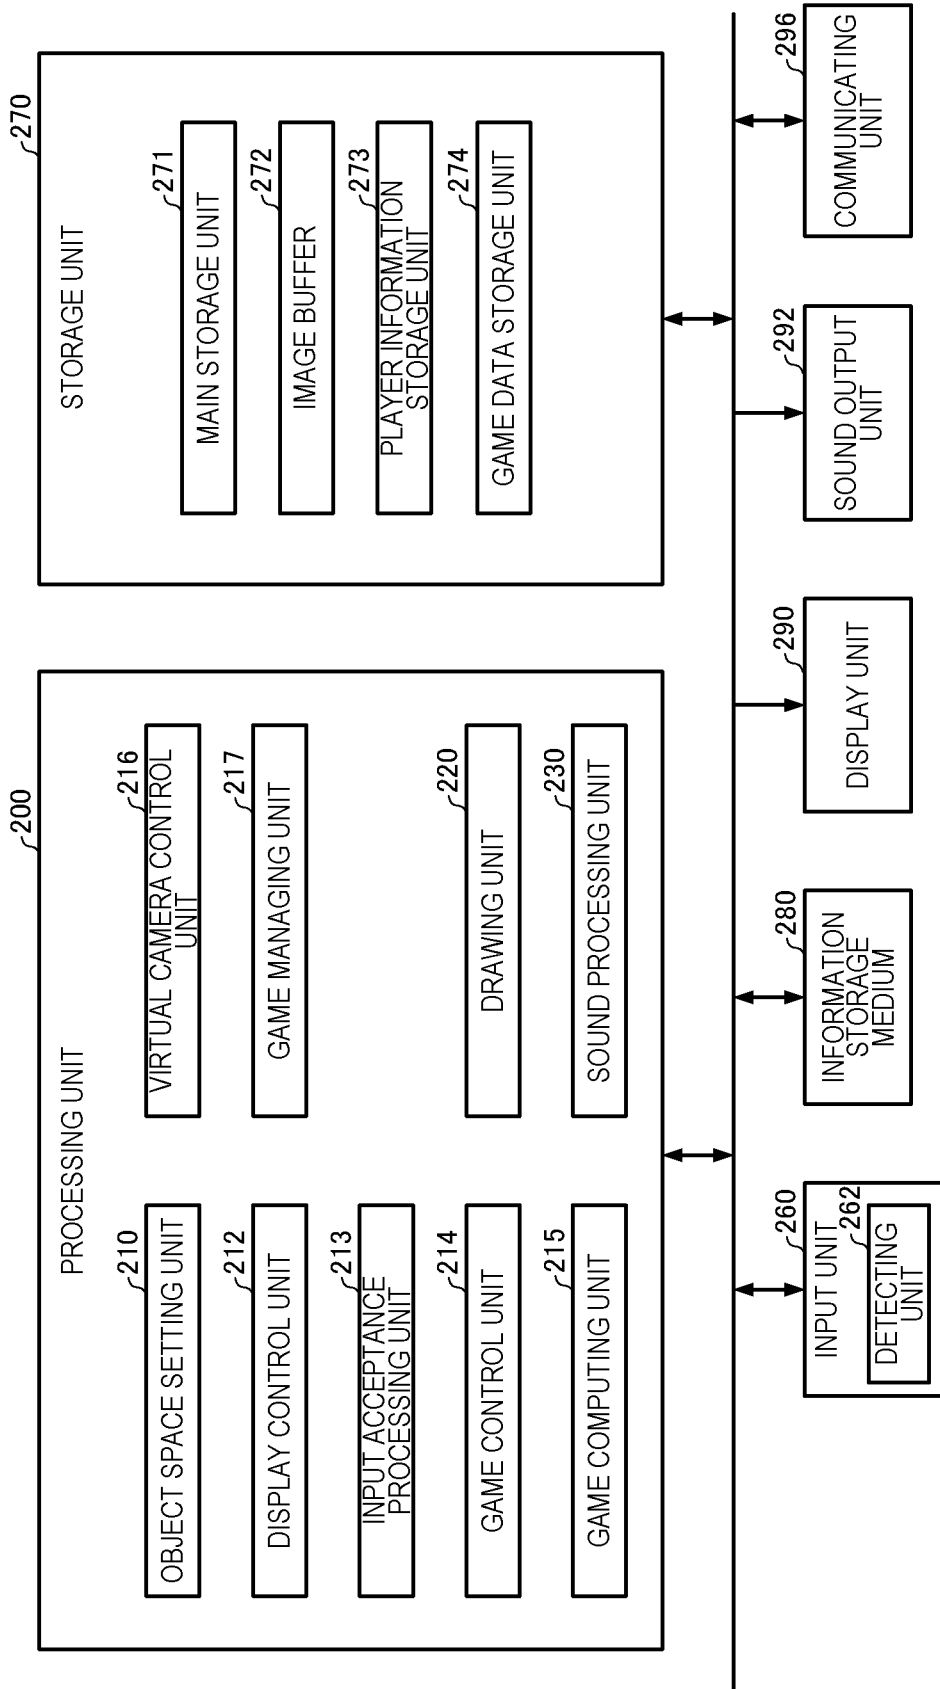 200
PROCESSING UNIT
210
OBJECT SPACE SETTING UNIT
212
DISPLAY CONTROL UNIT
213
INPUT ACCEPTANCE
PROCESSING UNIT
214
GAME CONTROL UNIT
215
GAME COMPUTING UNIT
216
VIRTUAL CAMERA CONTROL
UNIT
217
GAME MANAGING UNIT
220
DRAWING UNIT
230
SOUND PROCESSING UNIT
270
STORAGE UNIT
271
MAIN STORAGE UNIT
272
IMAGE BUFFER
273
PLAYER INFORMATION
STORAGE UNIT
274
GAME DATA STORAGE UNIT
260
INPUT UNIT
262
DETECTING
UNIT
280
INFORMATION
STORAGE
MEDIUM
290
DISPLAY UNIT
292
SOUND OUTPUT
UNIT
296
COMMUNICATING
UNIT